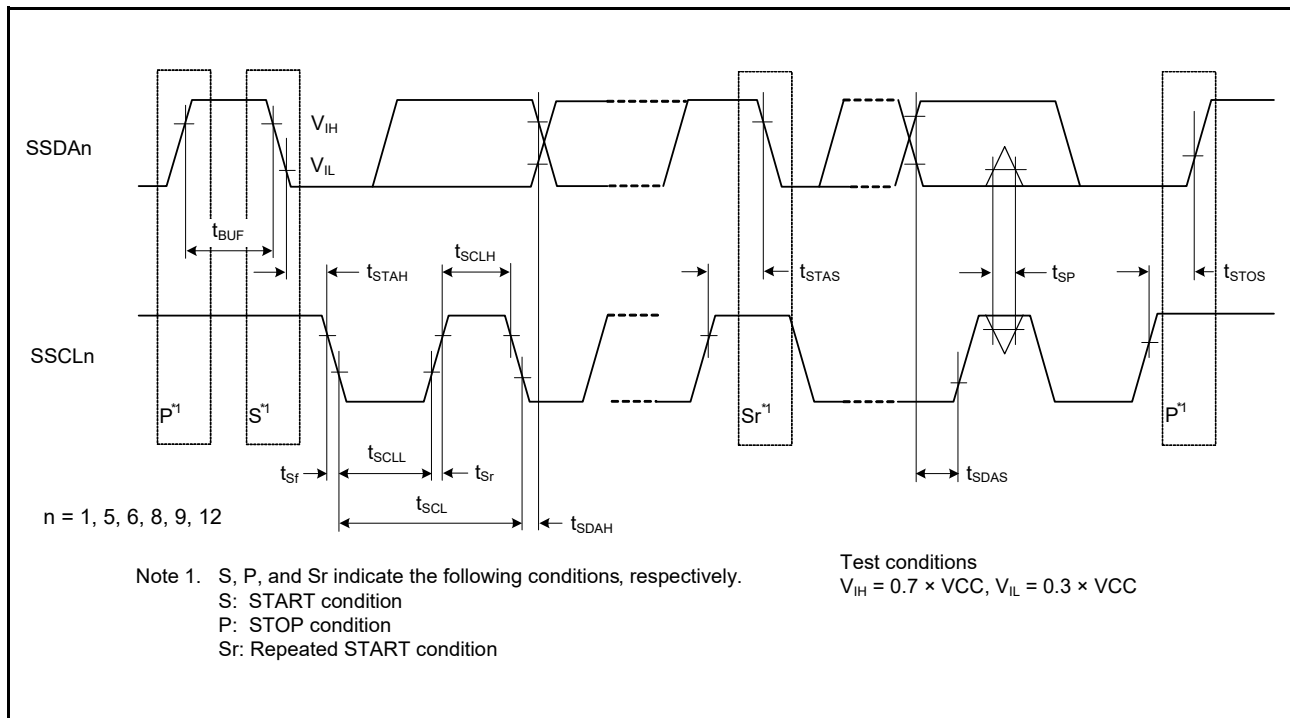 SSDAn
VIH
VIL
tBUF
tSTAH
tSCLH
tSTAS
tSP
tSTOS
SSCLn
P*1
S*1
Sr*1
P*1
tSf
tSCLL
tSr
tSDAS
tSCL
tSDAH
n = 1, 5, 6, 8, 9, 12
Note 1. S, P, and Sr indicate the following conditions, respectively.
S: START condition
P: STOP condition
Sr: Repeated START condition
Test conditions
VIH = 0.7 × VCC, VIL = 0.3 × VCC